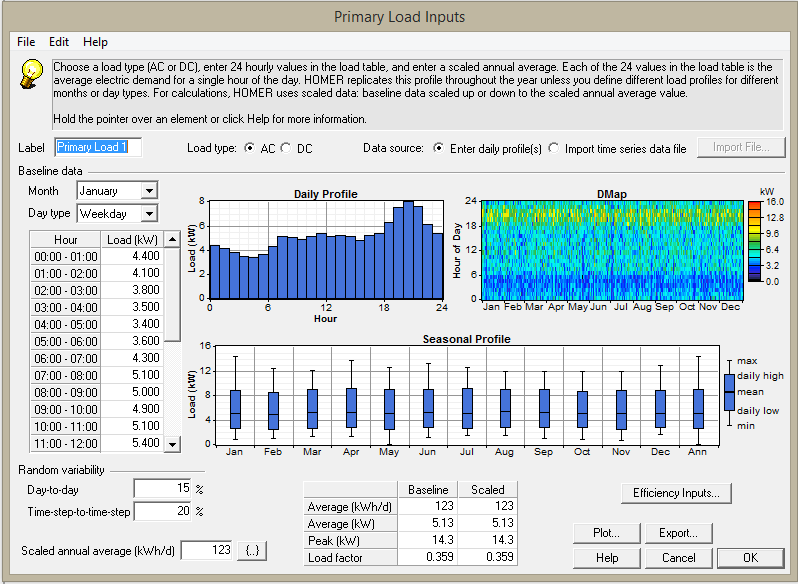 Primary Load Inputs
File Edit Help
Choose a load type (AC or DC), enter 24 hourly values in the load table, and enter a scaled annual average. Each of the 24 values in the load table is the
average electric demand for a single hour of the day. HOMER replicates this profile throughout the year unless you define different load profiles for different
months or day types. For calculations, HOMER uses scaled data: baseline data scaled up or down to the scaled annual average value.
Hold the pointer over an element or click Help for more information.
Label Primary Load 1 Load type: AC DC Data source: Enter daily profile(s) Import time series data file Import File...
Baseline data
Month January
Day type Weekday
Hour Load (kW)
00:00 - 01:00 4.400
01:00 - 02:00 4.100
02:00 - 03:00 3.800
03:00 - 04:00 3.500
04:00 - 05:00 3.400
05:00 - 06:00 3.600
06:00 - 07:00 4.300
07:00 - 08:00 5.100
08:00 - 09:00 5.000
09:00 - 10:00 4.900
10:00 - 11:00 5.100
11:00 - 12:00 5.400
Daily Profile
Load (kW)
8
6
4
2
0
0 6 12 18 24
Hour
DMap
Hour of Day
24
18
12
6
0
Jan Feb Mar Apr May Jun Jul Aug Sep Oct Nov Dec
kW
16.0
12.8
9.6
6.4
3.2
0.0
Seasonal Profile
Load (kW)
16
12
8
4
0
Jan Feb Mar Apr May Jun Jul Aug Sep Oct Nov Dec Ann
max
daily high
mean
daily low
min
Random variability
Day-to-day 15 %
Time-step-to-time-step 20 %
Scaled annual average (kWh/d) 123 {..}
Baseline Scaled
Average (kWh/d) 123 123
Average (kW) 5.13 5.13
Peak (kW) 14.3 14.3
Load factor 0.359 0.359
Efficiency Inputs...
Plot... Export...
Help Cancel OK